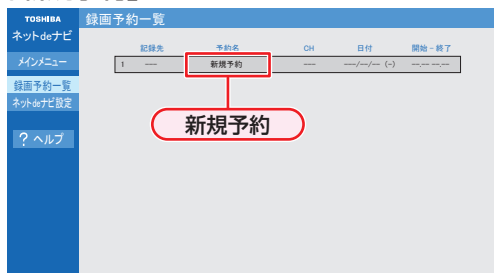 TOSHIBA
ネットdeナビ
メインメニュー
録画予約一覧
ネットdeナビ設定
? ヘルプ
録画予約一覧
記録先 予約名 CH 日付 開始 - 終了
1 --- 新規予約 --- ---/--/-- (-) --:-- --:--
新規予約